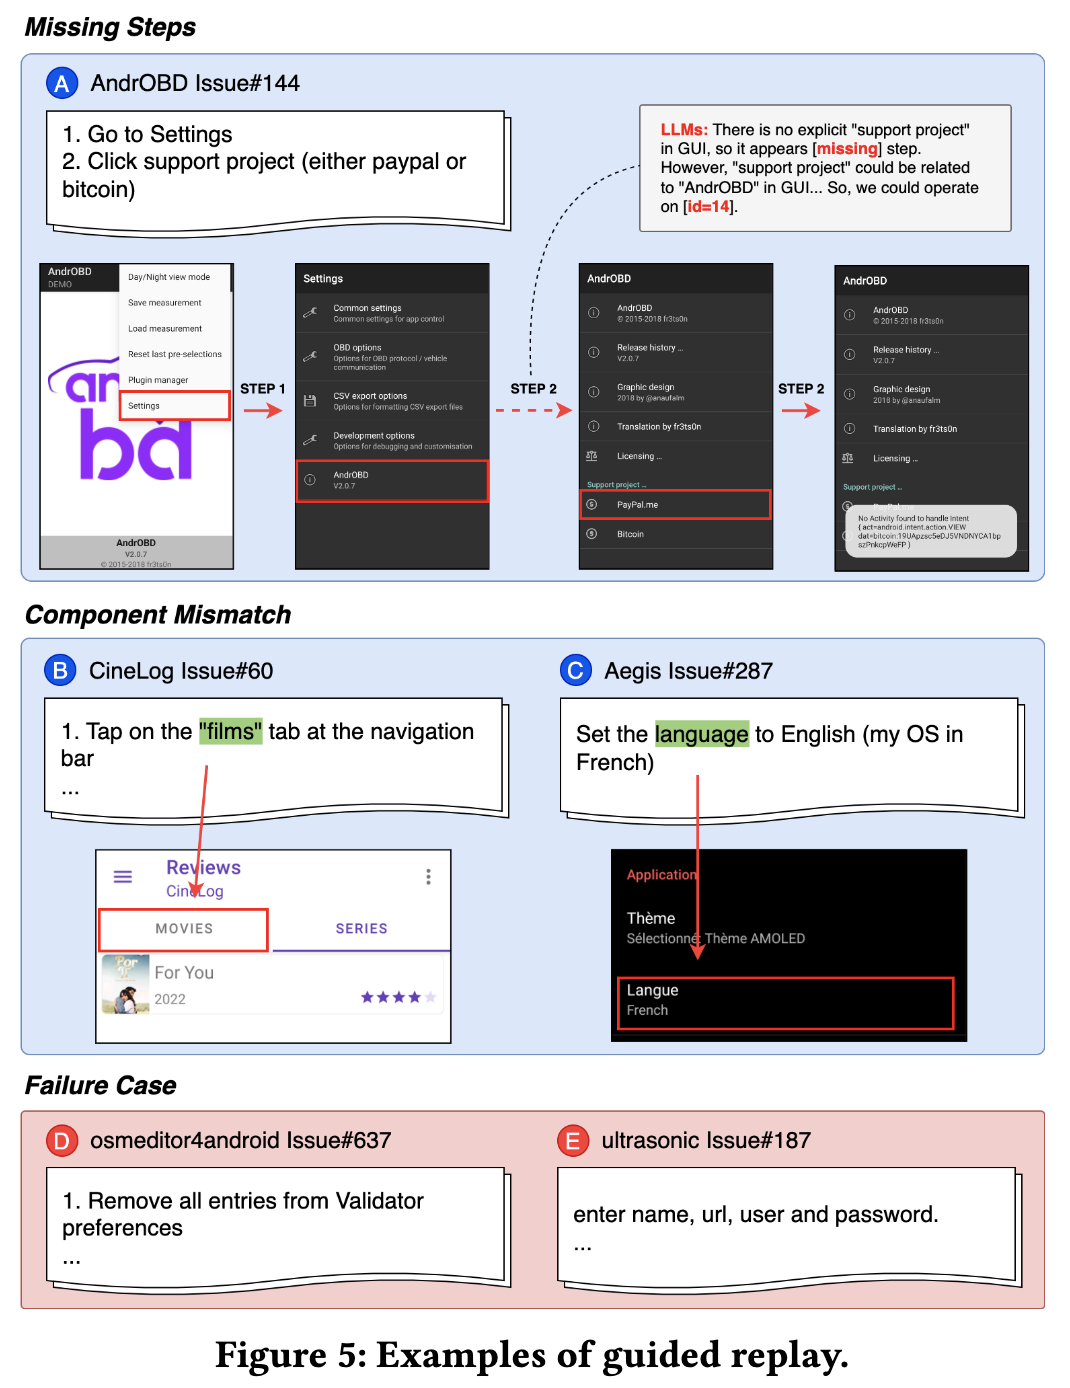 Missing Steps
A AndrOBD Issue#144
1. Go to Settings
2. Click support project (either paypal or
bitcoin)
LLMs: There is no explicit "support project"
in GUI, so it appears [missing] step.
However, "support project" could be related
to "AndrOBD" in GUI... So, we could operate
on [id=14].
AndrOBD
DEMO
Day/Night view mode
Save measurement
Load measurement
Reset last pre-selections
Plugin manager
Settings
an
bd
AndrOBD
V2.0.7
© 2015-2018 fr3ts0n
STEP 1
Settings
Common settings
Common settings for app control
OBD options
Options for OBD protocol / vehicle
communication
CSV export options
Options for formatting CSV export files
Development options
Options for debugging and customisation
AndrOBD
V2.0.7
STEP 2
AndrOBD
AndrOBD
© 2015-2018 fr3ts0n
Release history ...
V2.0.7
Graphic design
2018 by @anaufalm
Translation by fr3ts0n
Licensing ...
Support project ...
PayPal.me
Bitcoin
STEP 2
AndrOBD
AndrOBD
© 2015-2018 fr3ts0n
Release history ...
V2.0.7
Graphic design
2018 by @anaufalm
Translation by fr3ts0n
Licensing ...
Support project ...
PayPal.me
No Activity found to handle Intent
{ act=android.intent.action.VIEW
Component Mismatch
B CineLog Issue#60
1. Tap on the "films" tab at the navigation
bar
...
Reviews
CineLog
MOVIES
SERIES
For You
2022
C Aegis Issue#287
Set the language to English (my OS in
French)
Application
Thème
Sélectionné: Thème AMOLED
Langue
French
Failure Case
D osmeditor4android Issue#637
1. Remove all entries from Validator
preferences
...
E ultrasonic Issue#187
enter name, url, user and password.
...
Figure 5: Examples of guided replay.